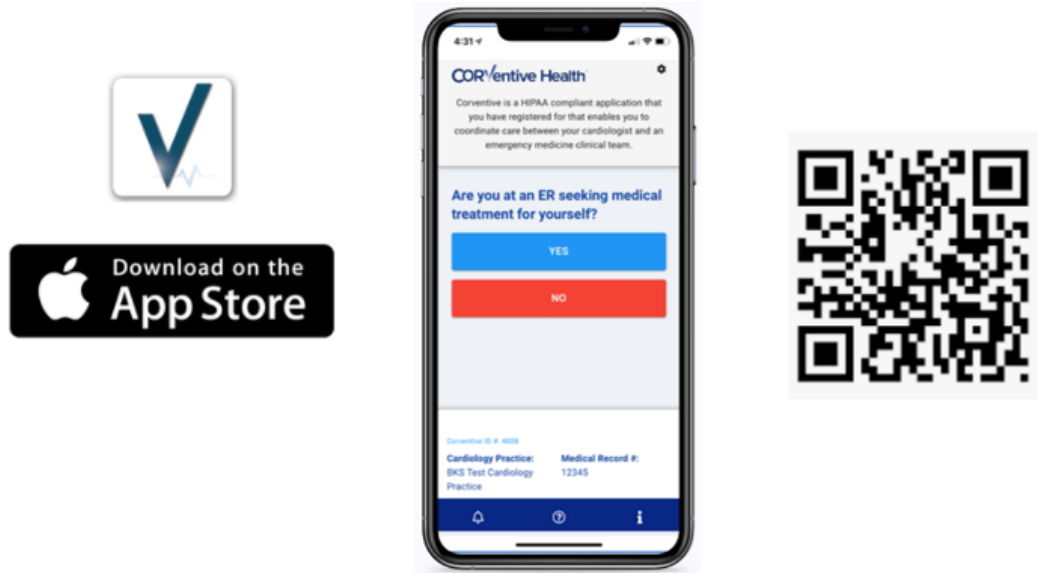 Download on the
App Store
4:31
CORVentive Health
Corventive is a HIPAA compliant application that
you have registered for that enables you to
coordinate care between your cardiologist and an
emergency medicine clinical team.
Are you at an ER seeking medical
treatment for yourself?
YES
NO
Corventive ID #: 4008
Cardiology Practice:
BKS Test Cardiology
Practice
Medical Record #:
12345